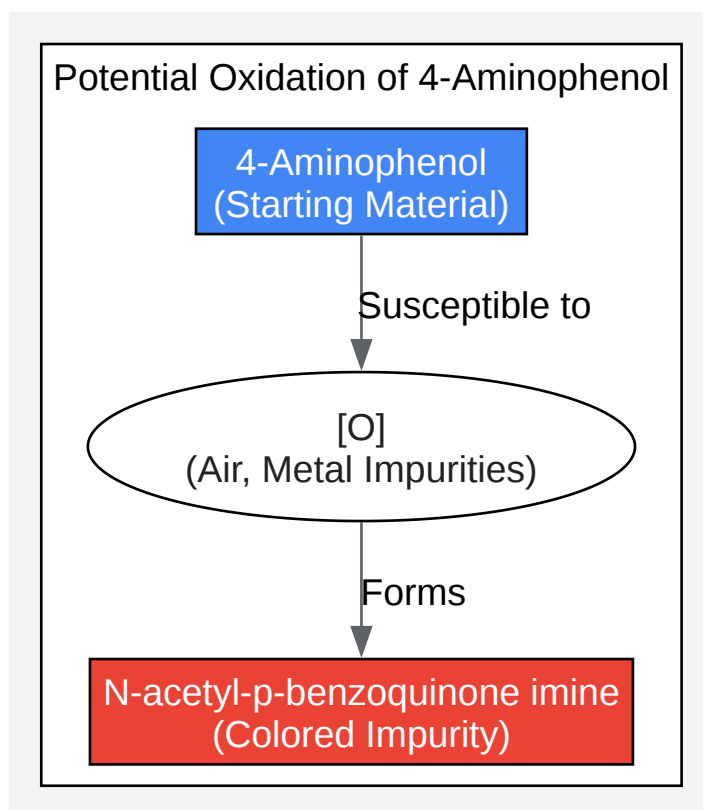 Potential Oxidation of 4-Aminophenol
4-Aminophenol
(Starting Material)
Susceptible to
[O]
(Air, Metal Impurities)
Forms
N-acetyl-p-benzoquinone imine
(Colored Impurity)